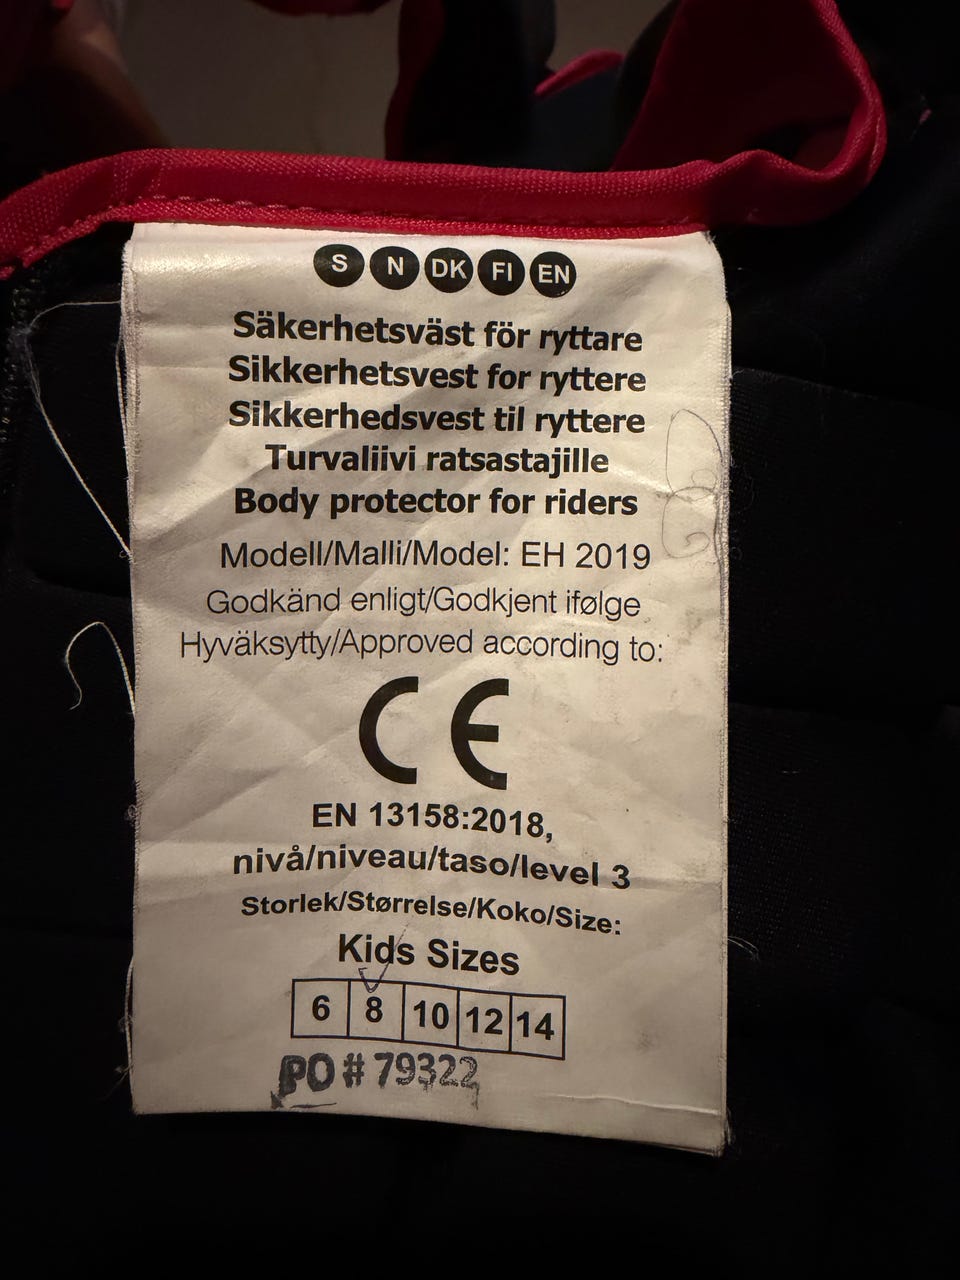 S N DK FI EN
Säkerhetsväst för ryttare
Sikkerhetsvest for ryttere
Sikkerhedsvest til ryttere
Turvaliivi ratsastajille
Body protector for riders
Modell/Malli/Model: EH 2019
Godkänd enligt/Godkjent ifølge
Hyväksytty/Approved according to:
CE
EN 13158:2018,
nivå/niveau/taso/level 3
Storlek/Størrelse/Koko/Size:
Kids Sizes
6 8 10 12 14
PO # 79322